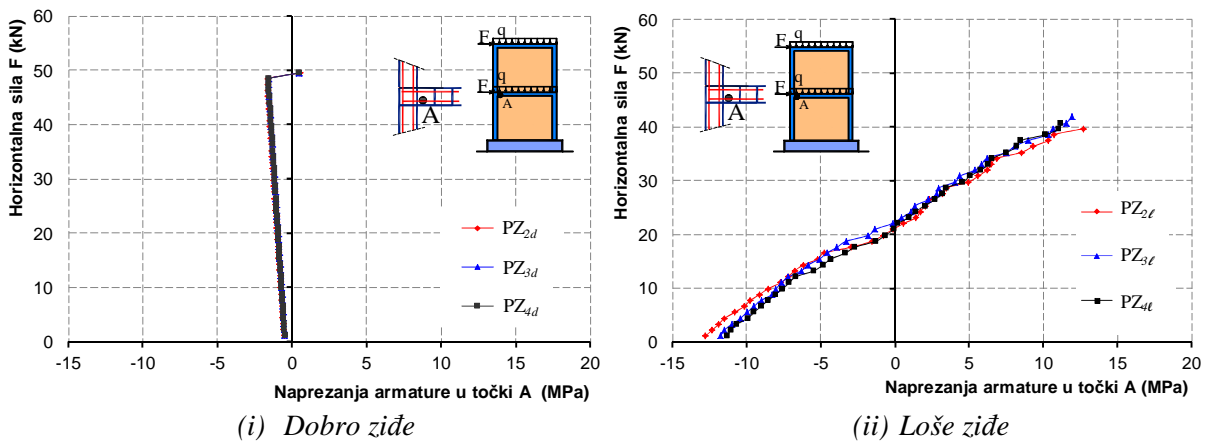 Horizontalna sila F (kN)
60
50
40
30
20
10
0
-15 -10 -5 0 5 10 15 20
Naprezanja armature u točki A (MPa)
A
F q
F q
A
PZ2d
PZ3d
PZ4d
(i) Dobro ziđe
Horizontalna sila F (kN)
60
50
40
30
20
10
0
-15 -10 -5 0 5 10 15 20
Naprezanja armature u točki A (MPa)
A
F q
F q
A
PZ2ℓ
PZ3ℓ
PZ4ℓ
(ii) Loše ziđe